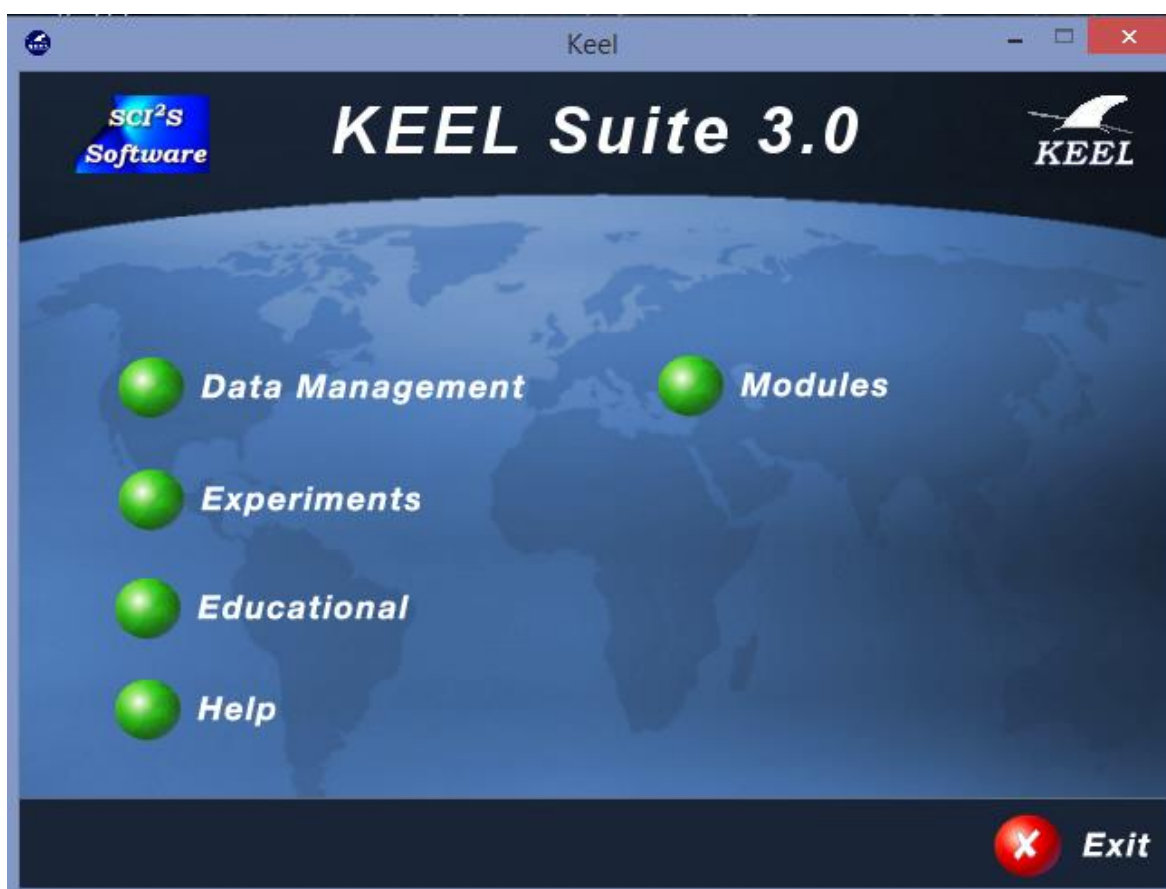 Keel
SCI²S
Software
KEEL Suite 3.0
KEEL
Data Management
Modules
Experiments
Educational
Help
Exit